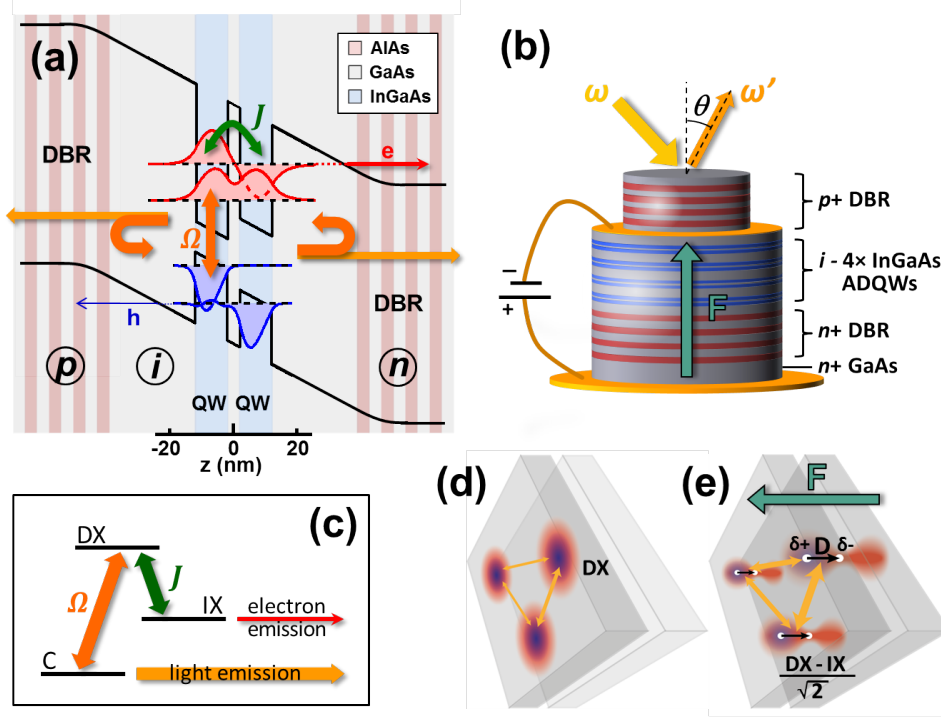 (a)
AlAs
GaAs
InGaAs
J
DBR
e
Ω
h
DBR
p
i
n
QW QW
-20 0 20
z (nm)
(b)
ω
θ
ω’
p+ DBR
i - 4× InGaAs
ADQWs
n+ DBR
n+ GaAs
−
+
F
(c)
DX
Ω
J
IX
electron
emission
C
light emission
(d)
DX
(e)
F
δ+ D δ-
DX - IX
√2